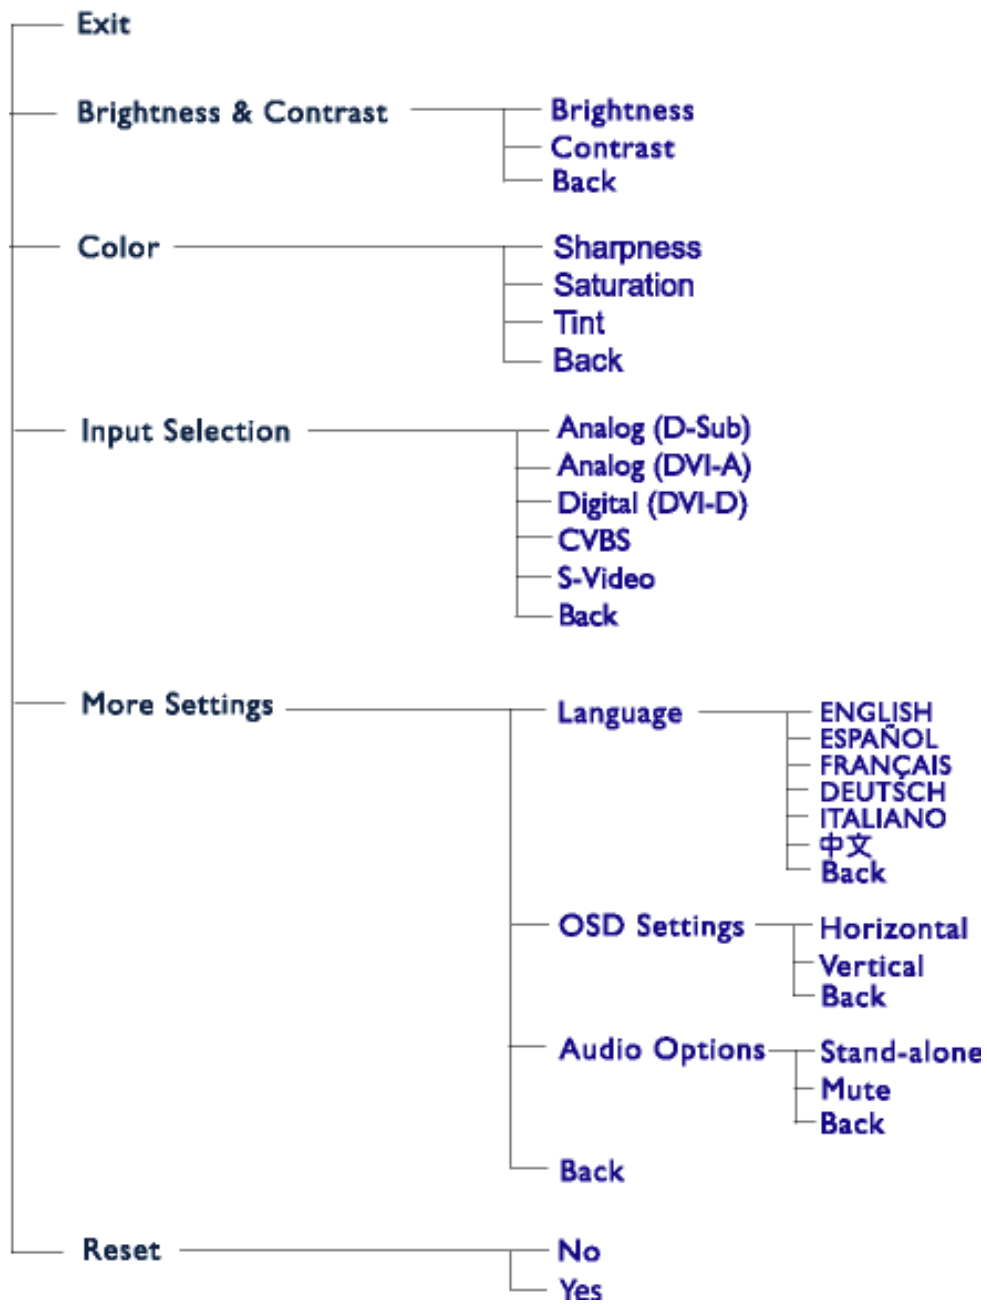 Exit
Brightness & Contrast
Brightness
Contrast
Back
Color
Sharpness
Saturation
Tint
Back
Input Selection
Analog (D-Sub)
Analog (DVI-A)
Digital (DVI-D)
CVBS
S-Video
Back
More Settings
Language
ENGLISH
ESPAÑOL
FRANÇAIS
DEUTSCH
ITALIANO
中文
Back
OSD Settings
Horizontal
Vertical
Back
Audio Options
Stand-alone
Mute
Back
Back
Reset
No
Yes